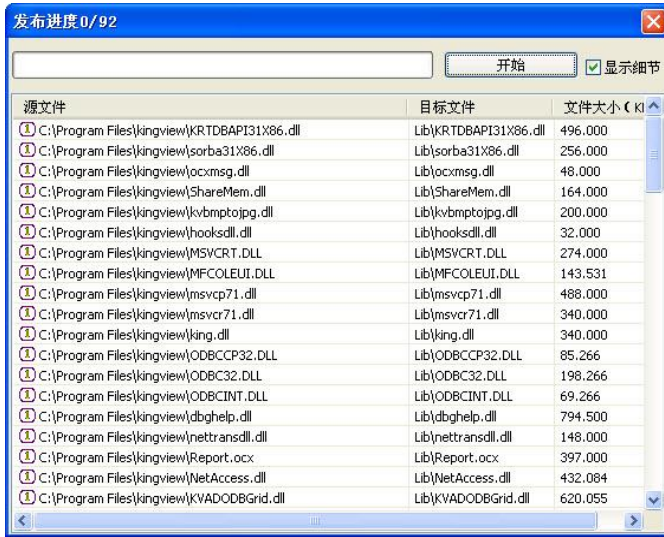 发布进度0/92
开始 显示细节
源文件 目标文件 文件大小( KI
C:\Program Files\kingview\KRTDBAPI31X86.dll Lib\KRTDBAPI31X86.dll 496.000
C:\Program Files\kingview\sorba31X86.dll Lib\sorba31X86.dll 256.000
C:\Program Files\kingview\ocxmsg.dll Lib\ocxmsg.dll 48.000
C:\Program Files\kingview\ShareMem.dll Lib\ShareMem.dll 164.000
C:\Program Files\kingview\kvbmptojpg.dll Lib\kvbmptojpg.dll 200.000
C:\Program Files\kingview\hooksdll.dll Lib\hooksdll.dll 32.000
C:\Program Files\kingview\MSVCRT.DLL Lib\MSVCRT.DLL 274.000
C:\Program Files\kingview\MFCOLEUI.DLL Lib\MFCOLEUI.DLL 143.531
C:\Program Files\kingview\msvcp71.dll Lib\msvcp71.dll 488.000
C:\Program Files\kingview\msvcr71.dll Lib\msvcr71.dll 340.000
C:\Program Files\kingview\king.dll Lib\king.dll 340.000
C:\Program Files\kingview\ODBCCP32.DLL Lib\ODBCCP32.DLL 85.266
C:\Program Files\kingview\ODBC32.DLL Lib\ODBC32.DLL 198.266
C:\Program Files\kingview\ODBCINT.DLL Lib\ODBCINT.DLL 69.266
C:\Program Files\kingview\dbghelp.dll Lib\dbghelp.dll 794.500
C:\Program Files\kingview\nettransdll.dll Lib\nettransdll.dll 148.000
C:\Program Files\kingview\Report.ocx Lib\Report.ocx 397.000
C:\Program Files\kingview\NetAccess.dll Lib\NetAccess.dll 432.084
C:\Program Files\kingview\KVADODBGrid.dll Lib\KVADODBGrid.dll 620.055